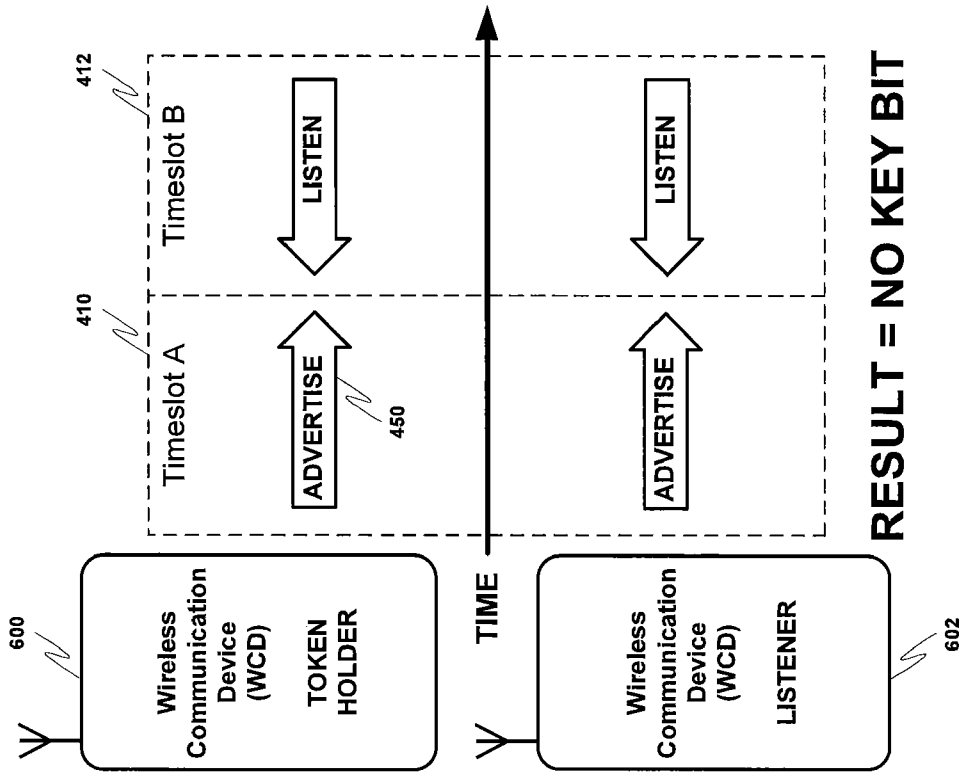 600
Wireless
Communication
Device
(WCD)
TOKEN
HOLDER
410
412
Timeslot A
Timeslot B
ADVERTISE
LISTEN
450
TIME
Wireless
Communication
Device
(WCD)
LISTENER
602
ADVERTISE
LISTEN
RESULT = NO KEY BIT